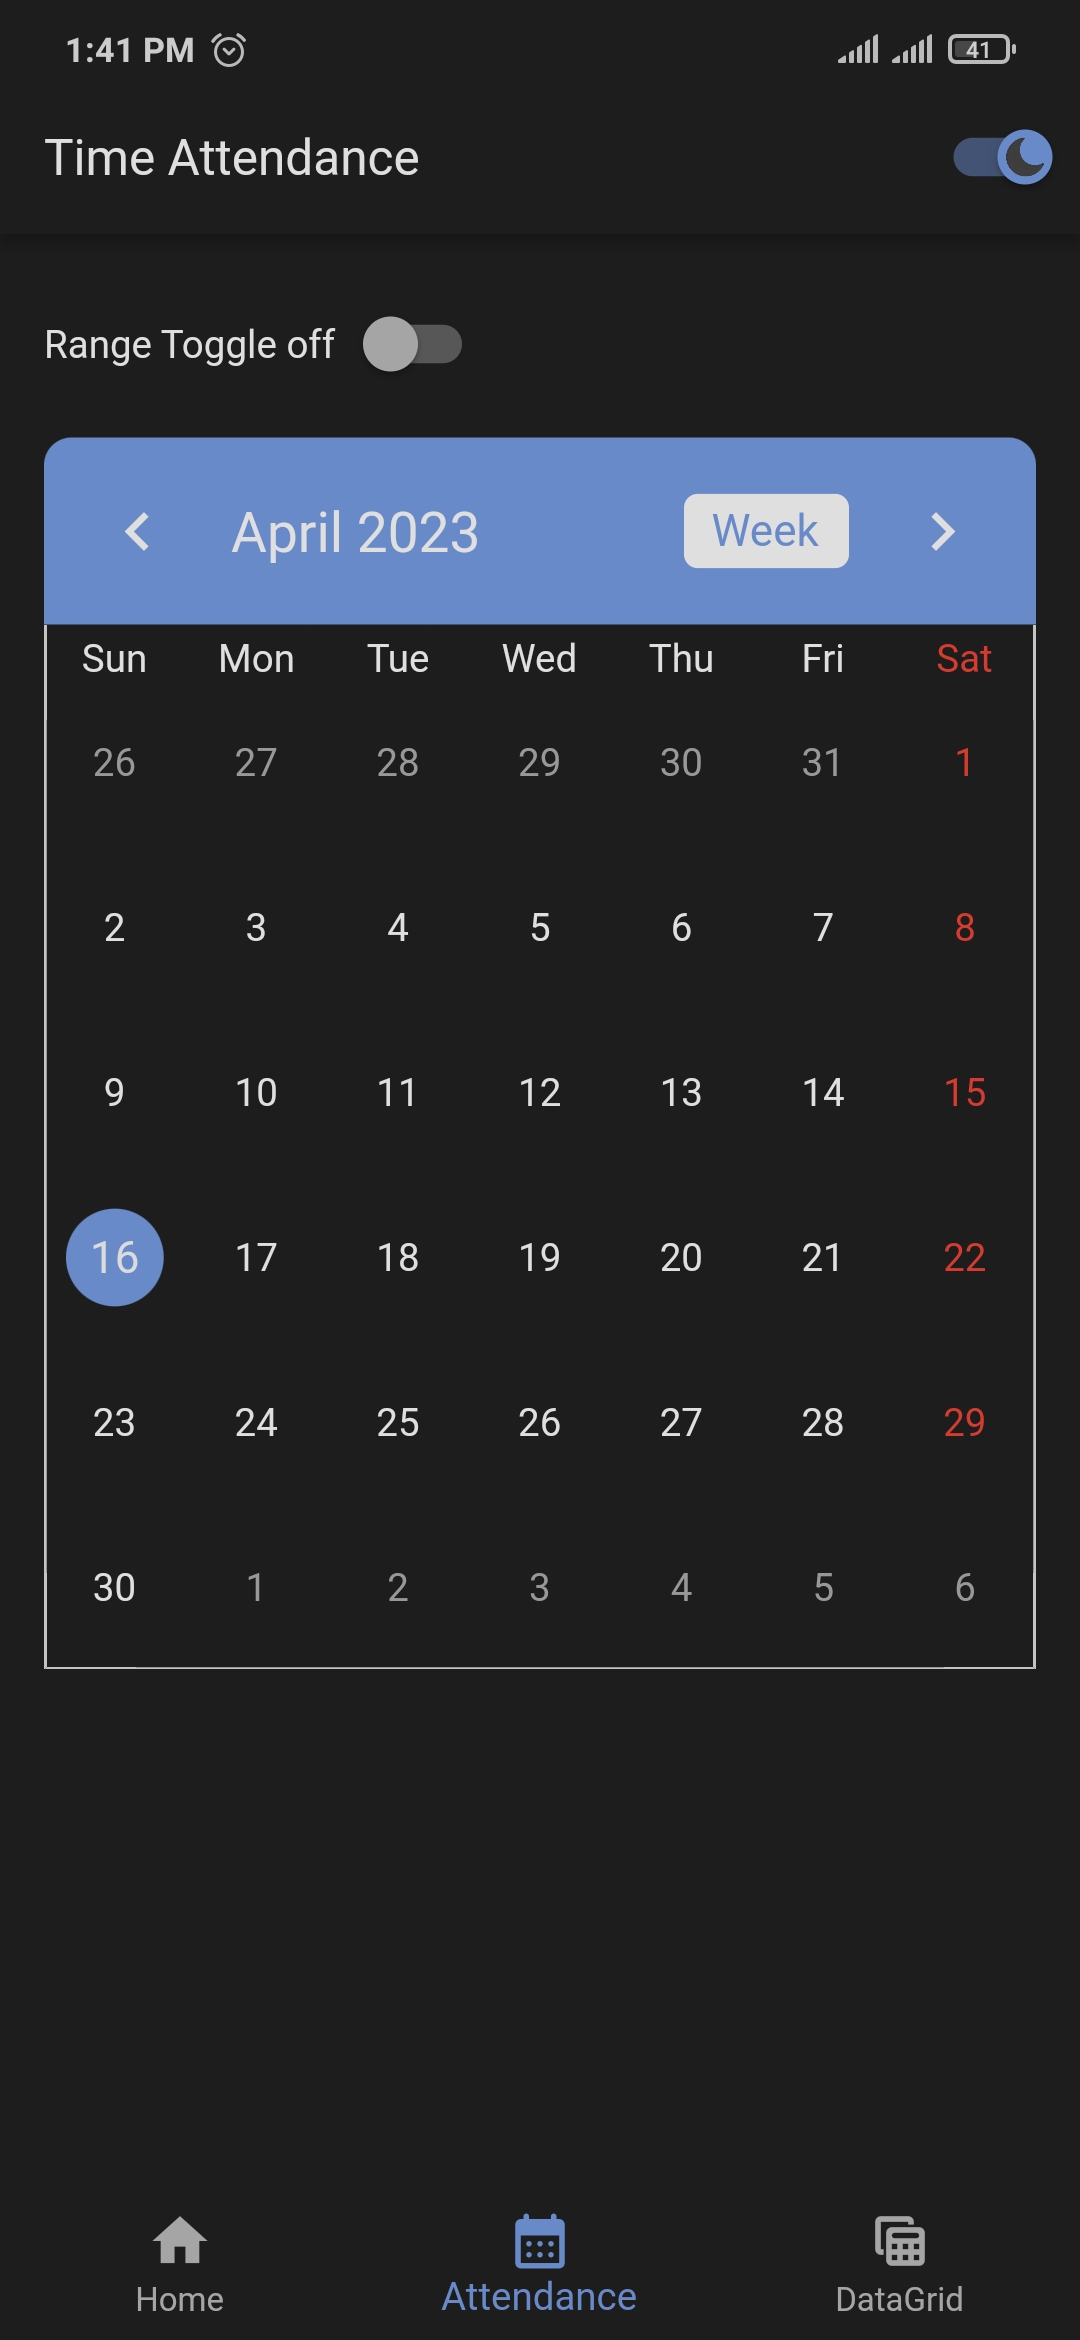 1:41 PM 41
Time Attendance
Range Toggle off
April 2023 Week
Sun Mon Tue Wed Thu Fri Sat
26 27 28 29 30 31 1
2 3 4 5 6 7 8
9 10 11 12 13 14 15
16 17 18 19 20 21 22
23 24 25 26 27 28 29
30 1 2 3 4 5 6
Home Attendance DataGrid